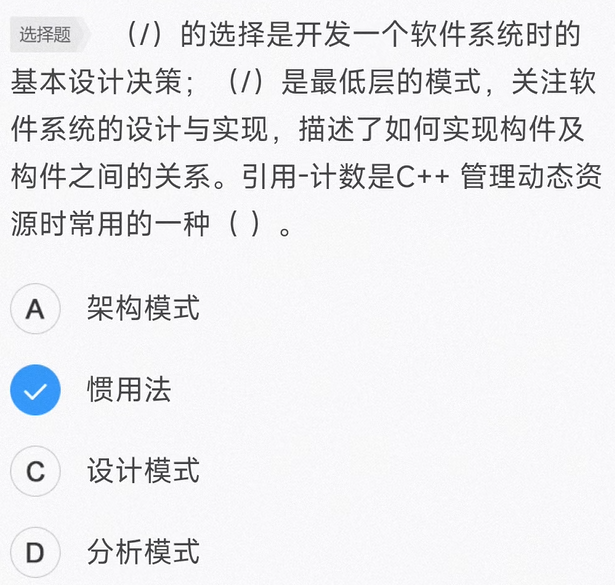 选择题 （/）的选择是开发一个软件系统时的
基本设计决策；（/）是最低层的模式，关注软
件系统的设计与实现，描述了如何实现构件及
构件之间的关系。引用-计数是C++ 管理动态资
源时常用的一种（ ）。
A 架构模式
惯用法
C 设计模式
D 分析模式